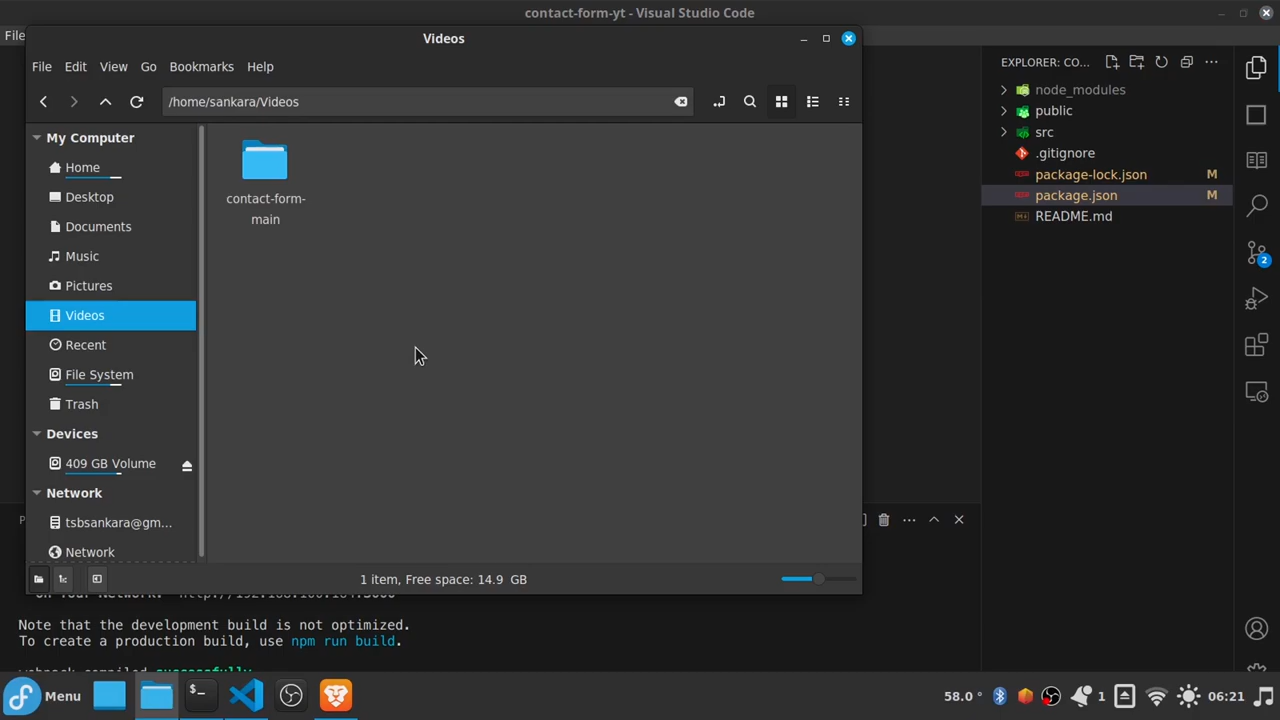 contact-form-yt - Visual Studio Code
File
Videos
File Edit View Go Bookmarks Help
/home/sankara/Videos
My Computer
Home
Desktop
Documents
Music
Pictures
Videos
Recent
File System
Trash
Devices
409 GB Volume
Network
tsbsankara@gm...
Network
contact-form-
main
1 item, Free space: 14.9 GB
EXPLORER: CO...
node_modules
public
src
.gitignore
package-lock.json M
package.json M
README.md
2
Note that the development build is not optimized.
To create a production build, use npm run build.
Menu
58.0 °
1
06:21